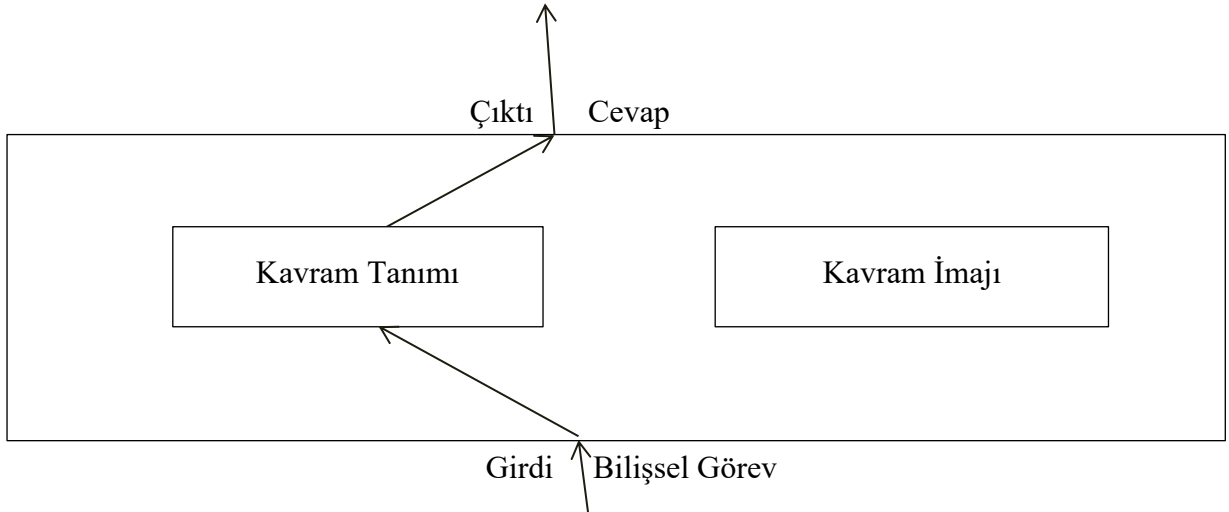 Çıktı Cevap
Kavram Tanımı
Kavram İmajı
Girdi Bilişsel Görev